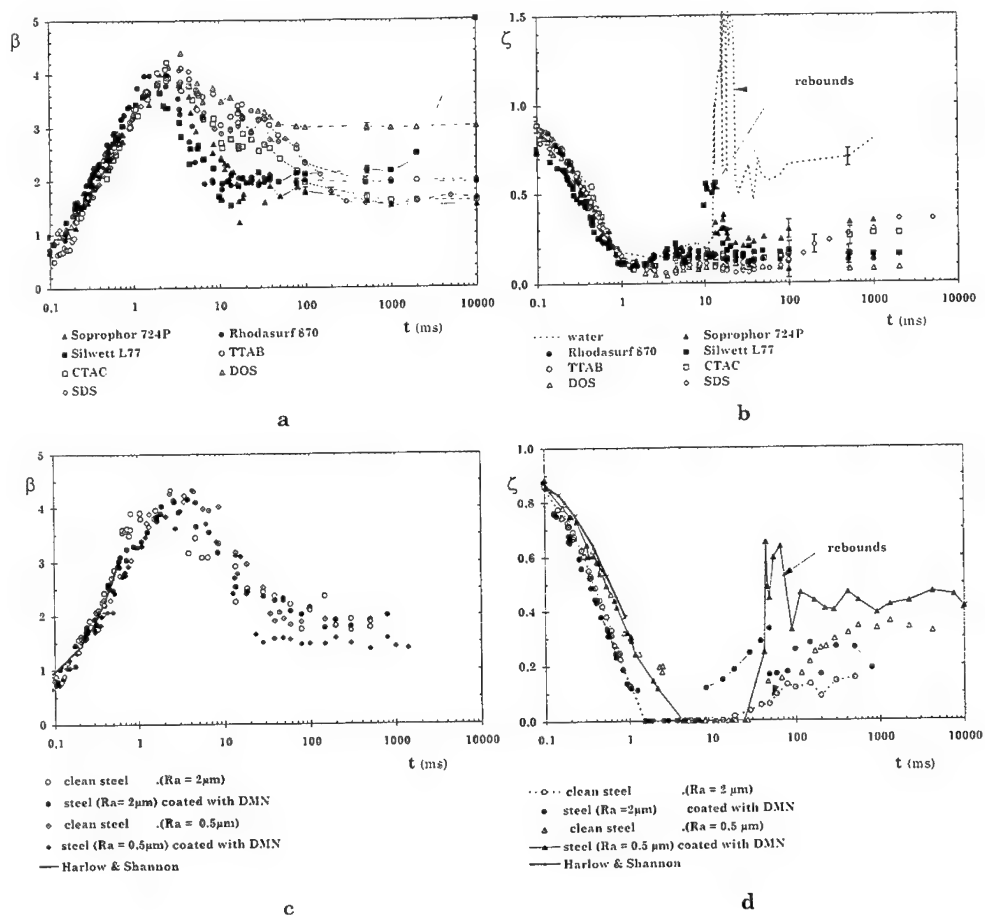 β
5
4
3
2
1
0
0,1 1 10 100 1000 10000
t (ms)
▲ Soprophor 724P ● Rhodasurf 870
■ Silwett L77 ○ TTAB
□ CTAC △ DOS
◇ SDS
a
ζ
1.5
1.0
0.5
0,0
0.1 1 10 100 1000 10000
rebounds
t (ms)
...... water ▲ Soprophor 724P
● Rhodasurf 870 ■ Silwett L77
○ TTAB □ CTAC
△ DOS ◇ SDS
b
β
5
4
3
2
1
0
0,1 1 10 100 1000 10000
t (ms)
○ clean steel .(Ra = 2µm)
● steel (Ra= 2µm) coated with DMN
◇ clean steel .(Ra = 0.5µm)
◆ steel (Ra = 0.5µm) coated with DMN
— Harlow & Shannon
c
ζ
1.0
0.8
0.6
0.4
0.2
0.0
0.1 1 10 100 1000 10000
rebounds
t (ms)
○ clean steel .(Ra = 2 µm)
● steel (Ra =2µm) coated with DMN
△ clean steel .(Ra = 0.5 µm)
▲ steel (Ra = 0.5 µm) coated with DMN
Harlow & Shannon
d